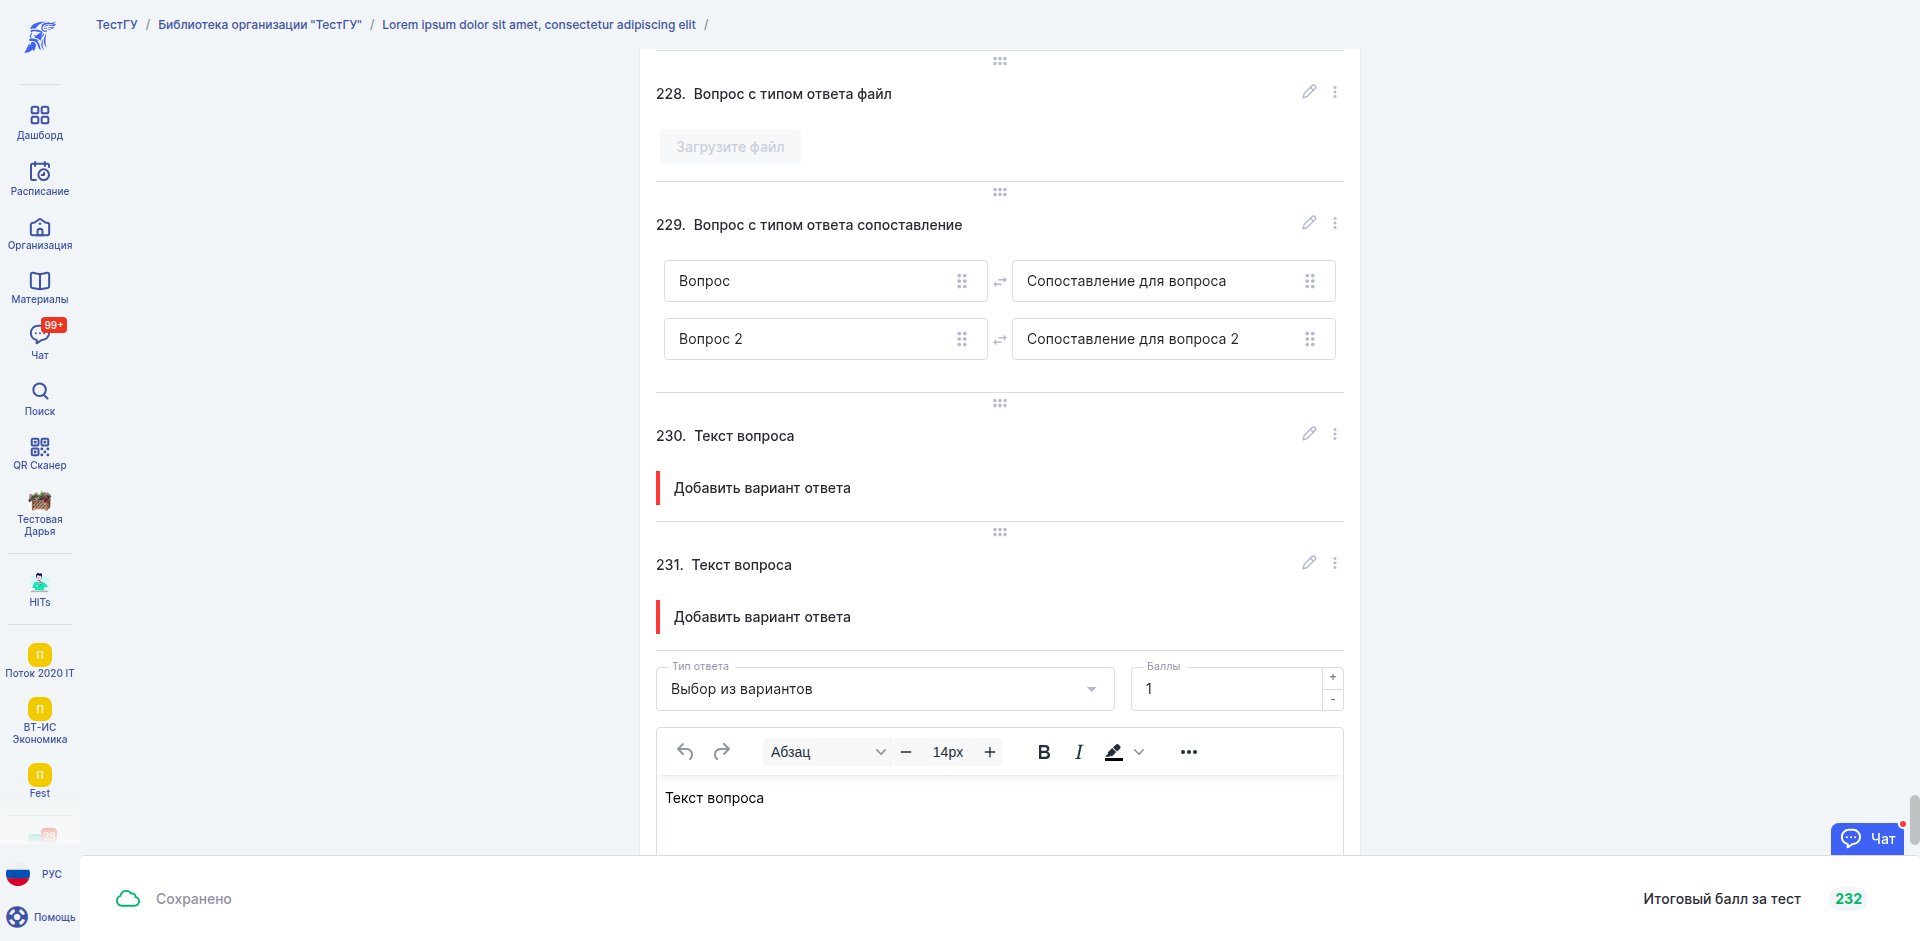 ТестГУ / Библиотека организации "ТестГУ" / Lorem ipsum dolor sit amet, consectetur adipiscing elit /
Дашборд
Расписание
Организация
Материалы
99+
Чат
Поиск
QR Сканер
Тестовая
Дарья
HITs
П
Поток 2020 IT
П
ВТ-ИС
Экономика
П
Fest
28
РУС
Помощь
228. Вопрос с типом ответа файл
Загрузите файл
229. Вопрос с типом ответа сопоставление
Вопрос
Сопоставление для вопроса
Вопрос 2
Сопоставление для вопроса 2
230. Текст вопроса
Добавить вариант ответа
231. Текст вопроса
Добавить вариант ответа
Тип ответа
Выбор из вариантов
Баллы
1
+
-
Абзац
14px
B I
Текст вопроса
Чат
Сохранено
Итоговый балл за тест 232